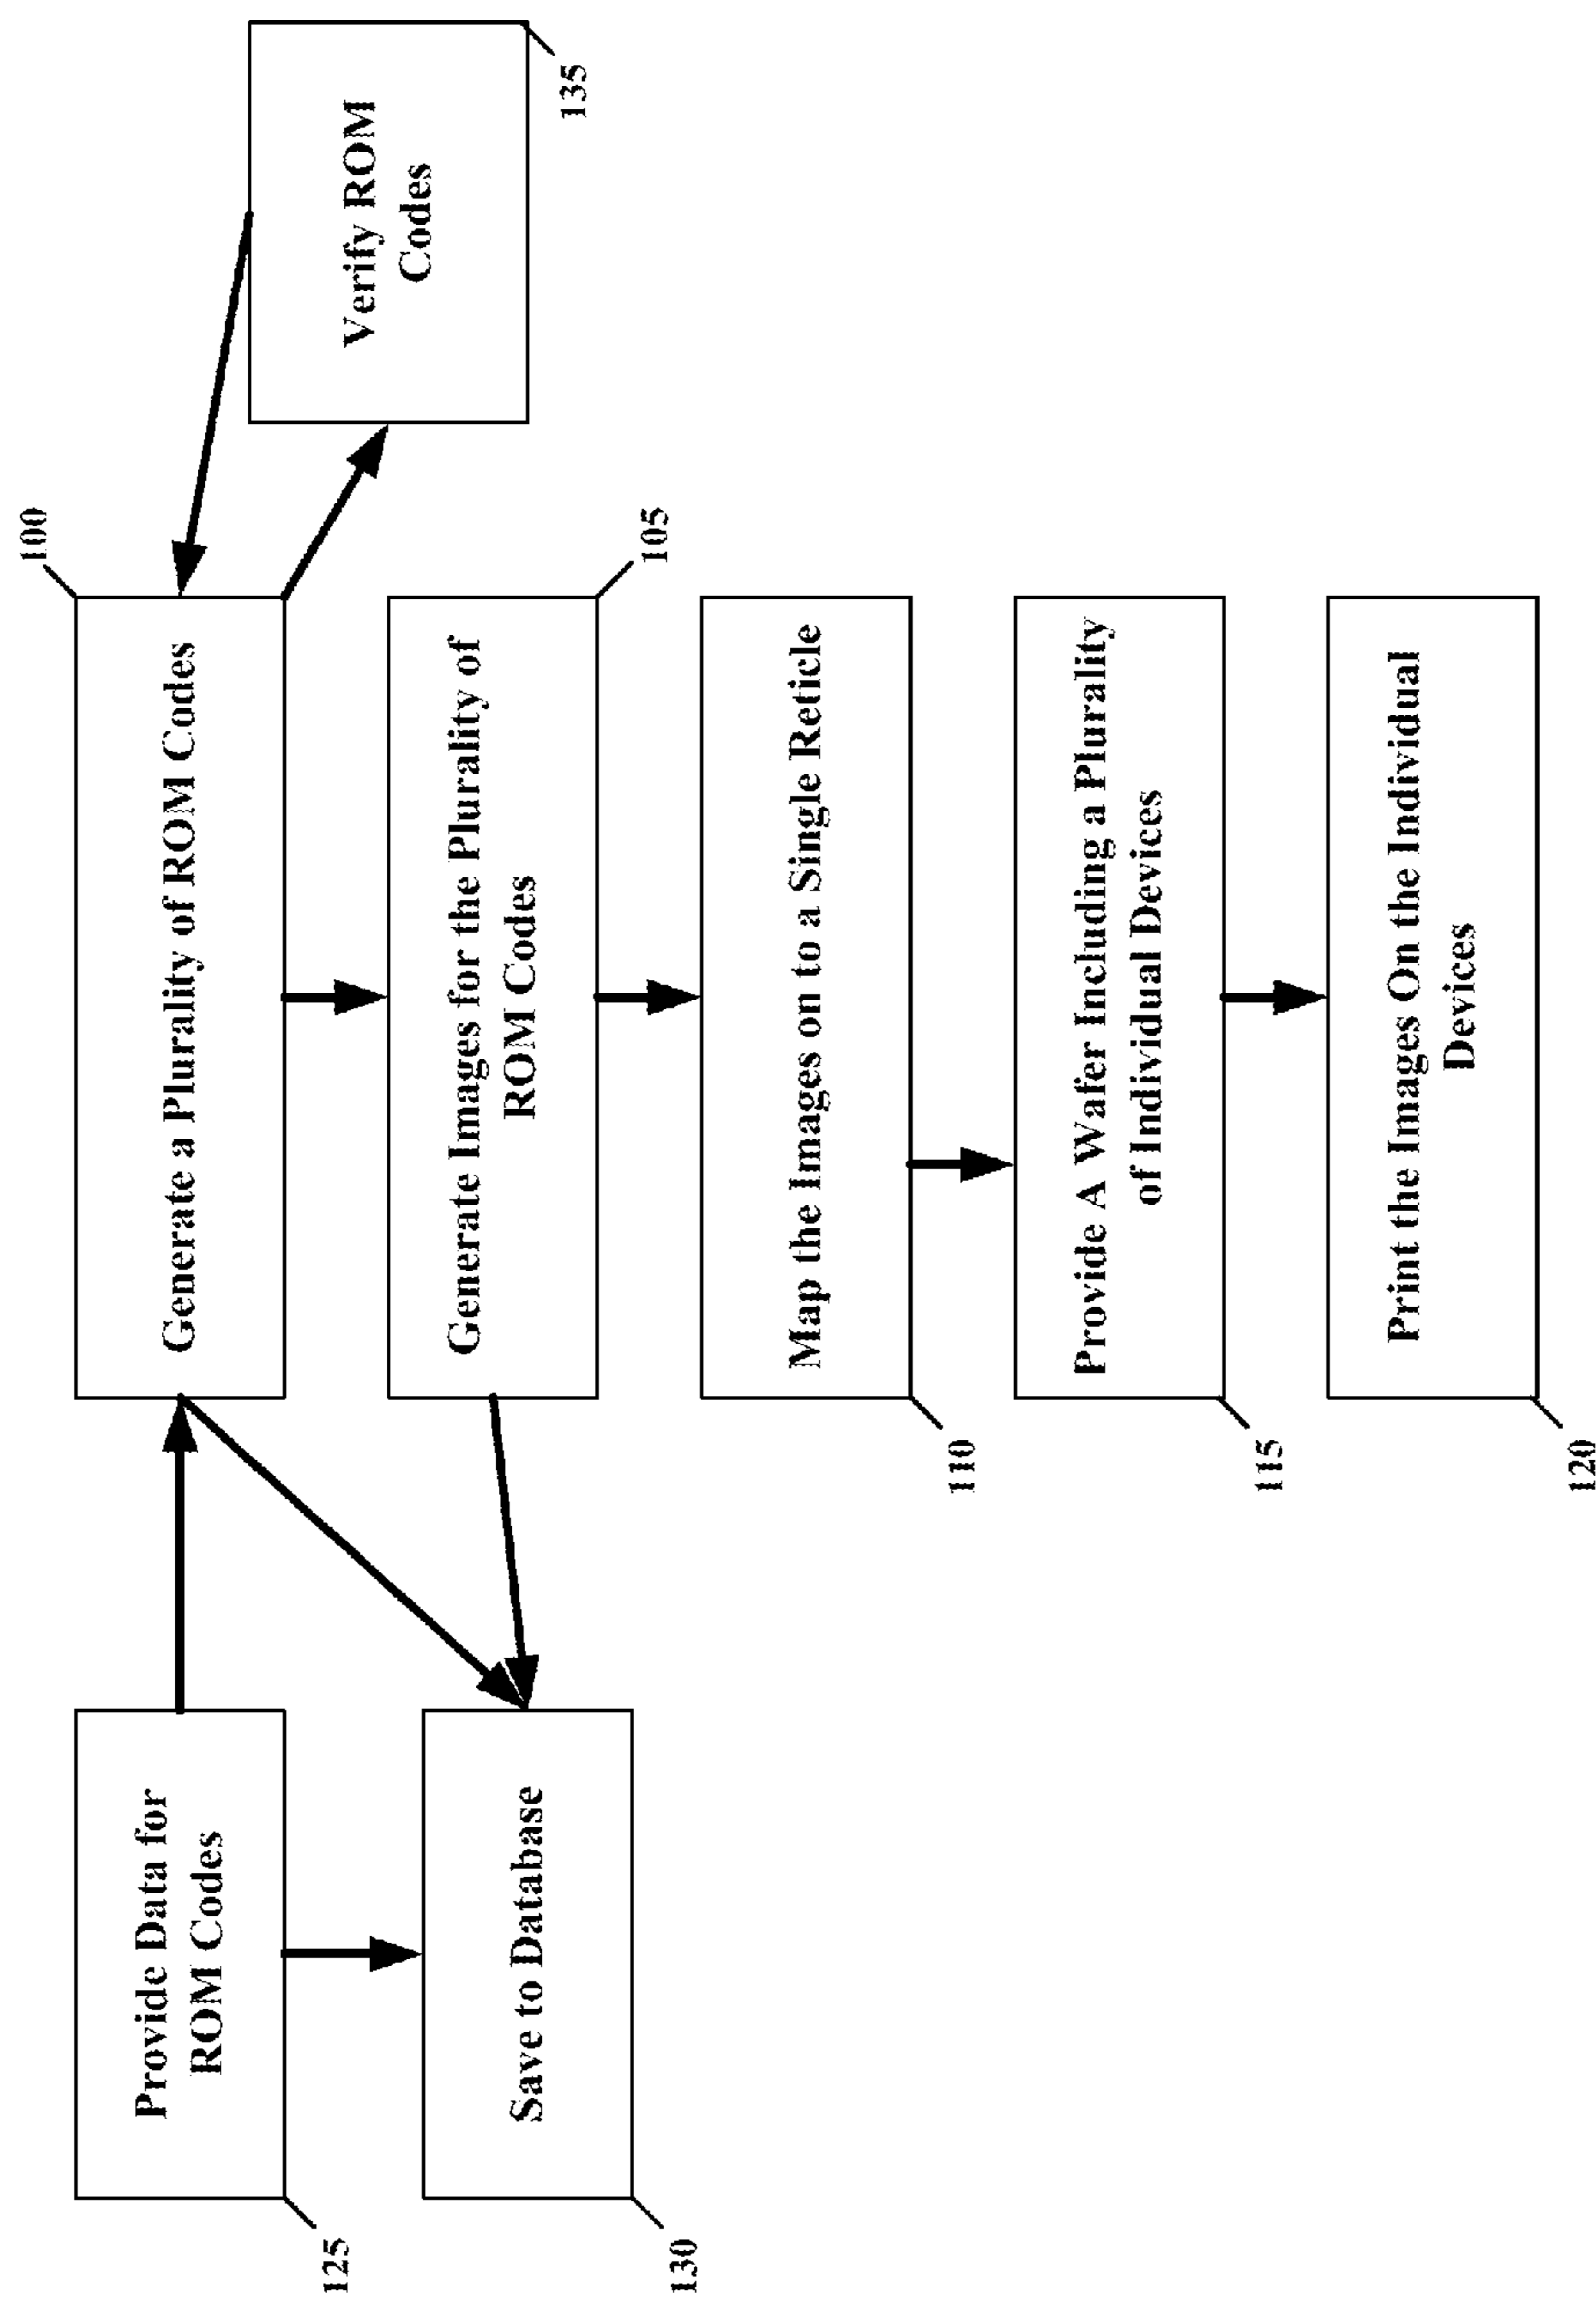 Provide Data for
ROM Codes
125
Save to Database
130
Generate a Plurality of ROM Codes
100
Generate Images for the Plurality of
ROM Codes
105
Map the Images on to a Single Reticle
110
Provide A Wafer Including a Plurality
of Individual Devices
115
Print the Images On the Individual
Devices
120
Verify ROM
Codes
135